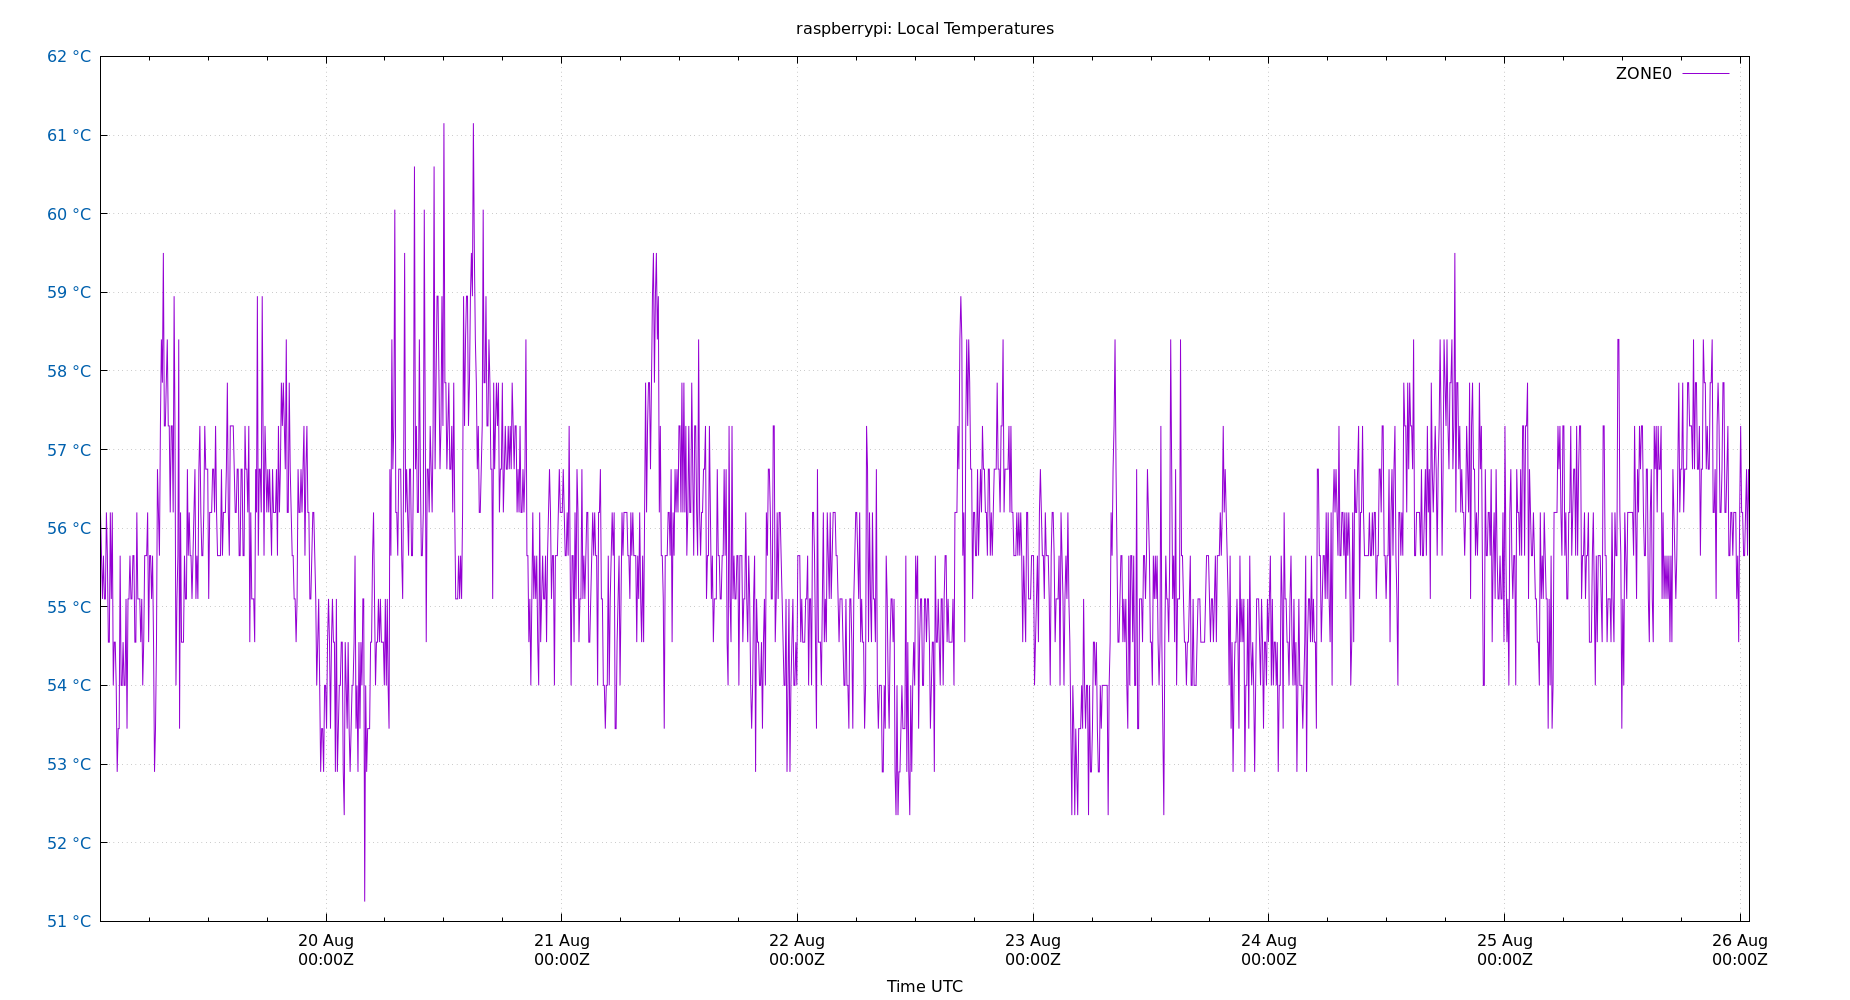 raspberrypi: Local Temperatures
62 °C
ZONE0
61 °C
60 °C
59 °C
58 °C
57 °C
56 °C
55 °C
54 °C
53 °C
52 °C
51 °C
20 Aug 21 Aug 22 Aug 23 Aug 24 Aug 25 Aug 26 Aug
00:00Z 00:00Z 00:00Z 00:00Z 00:00Z 00:00Z 00:00Z
Time UTC